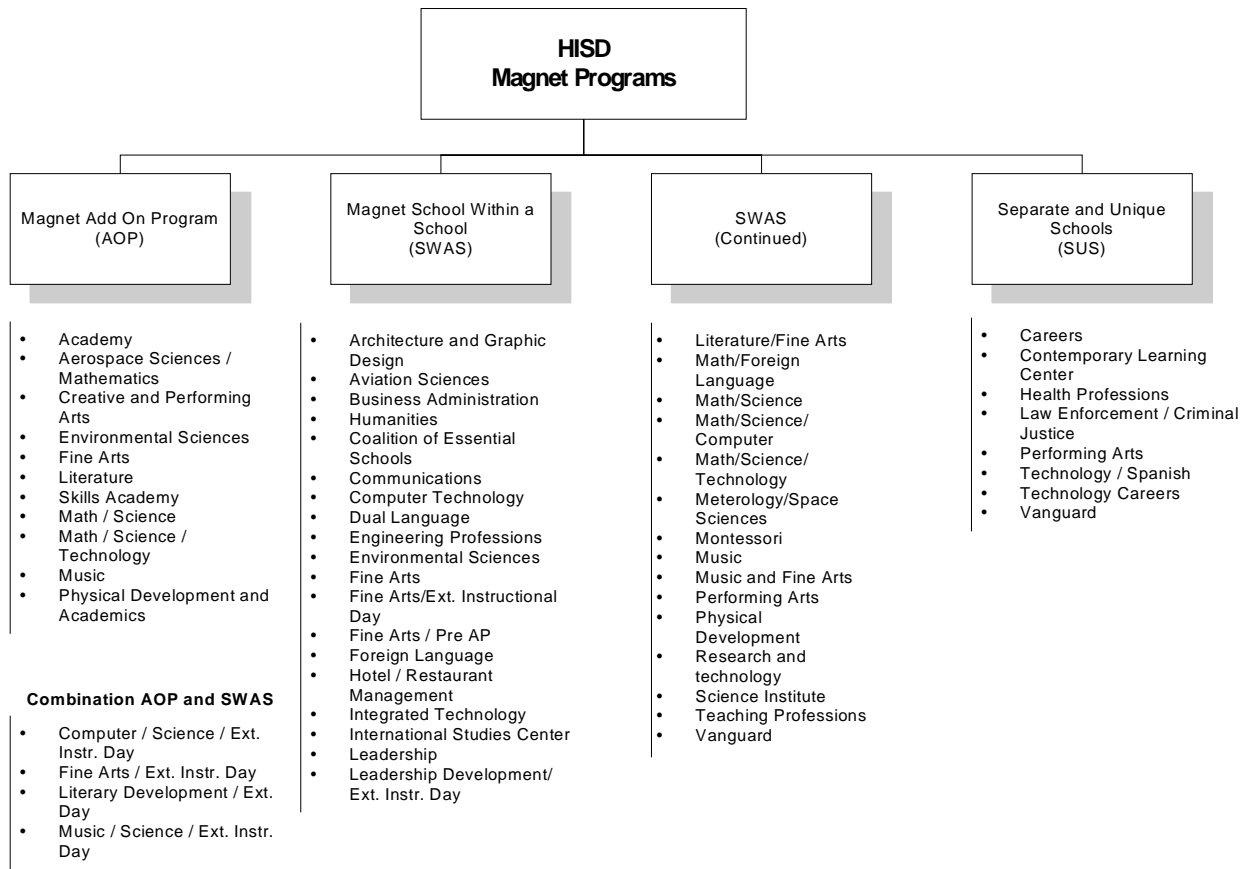 HISD
Magnet Programs
Magnet Add On Program
(AOP)
• Academy
• Aerospace Sciences /
Mathematics
• Creative and Performing
Arts
• Environmental Sciences
• Fine Arts
• Literature
• Skills Academy
• Math / Science
• Math / Science /
Technology
• Music
• Physical Development and
Academics
Combination AOP and SWAS
• Computer / Science / Ext.
Instr. Day
• Fine Arts / Ext. Instr. Day
• Literary Development / Ext.
Day
• Music / Science / Ext. Instr.
Day
Magnet School Within a
School
(SWAS)
• Architecture and Graphic
Design
• Aviation Sciences
• Business Administration
• Humanities
• Coalition of Essential
Schools
• Communications
• Computer Technology
• Dual Language
• Engineering Professions
• Environmental Sciences
• Fine Arts
• Fine Arts/Ext. Instructional
Day
• Fine Arts / Pre AP
• Foreign Language
• Hotel / Restaurant
Management
• Integrated Technology
• International Studies Center
• Leadership
• Leadership Development/
Ext. Instr. Day
SWAS
(Continued)
• Literature/Fine Arts
• Math/Foreign
Language
• Math/Science
• Math/Science/
Computer
• Math/Science/
Technology
• Meterology/Space
Sciences
• Montessori
• Music
• Music and Fine Arts
• Performing Arts
• Physical
Development
• Research and
technology
• Science Institute
• Teaching Professions
• Vanguard
Separate and Unique
Schools
(SUS)
• Careers
• Contemporary Learning
Center
• Health Professions
• Law Enforcement / Criminal
Justice
• Performing Arts
• Technology / Spanish
• Technology Careers
• Vanguard